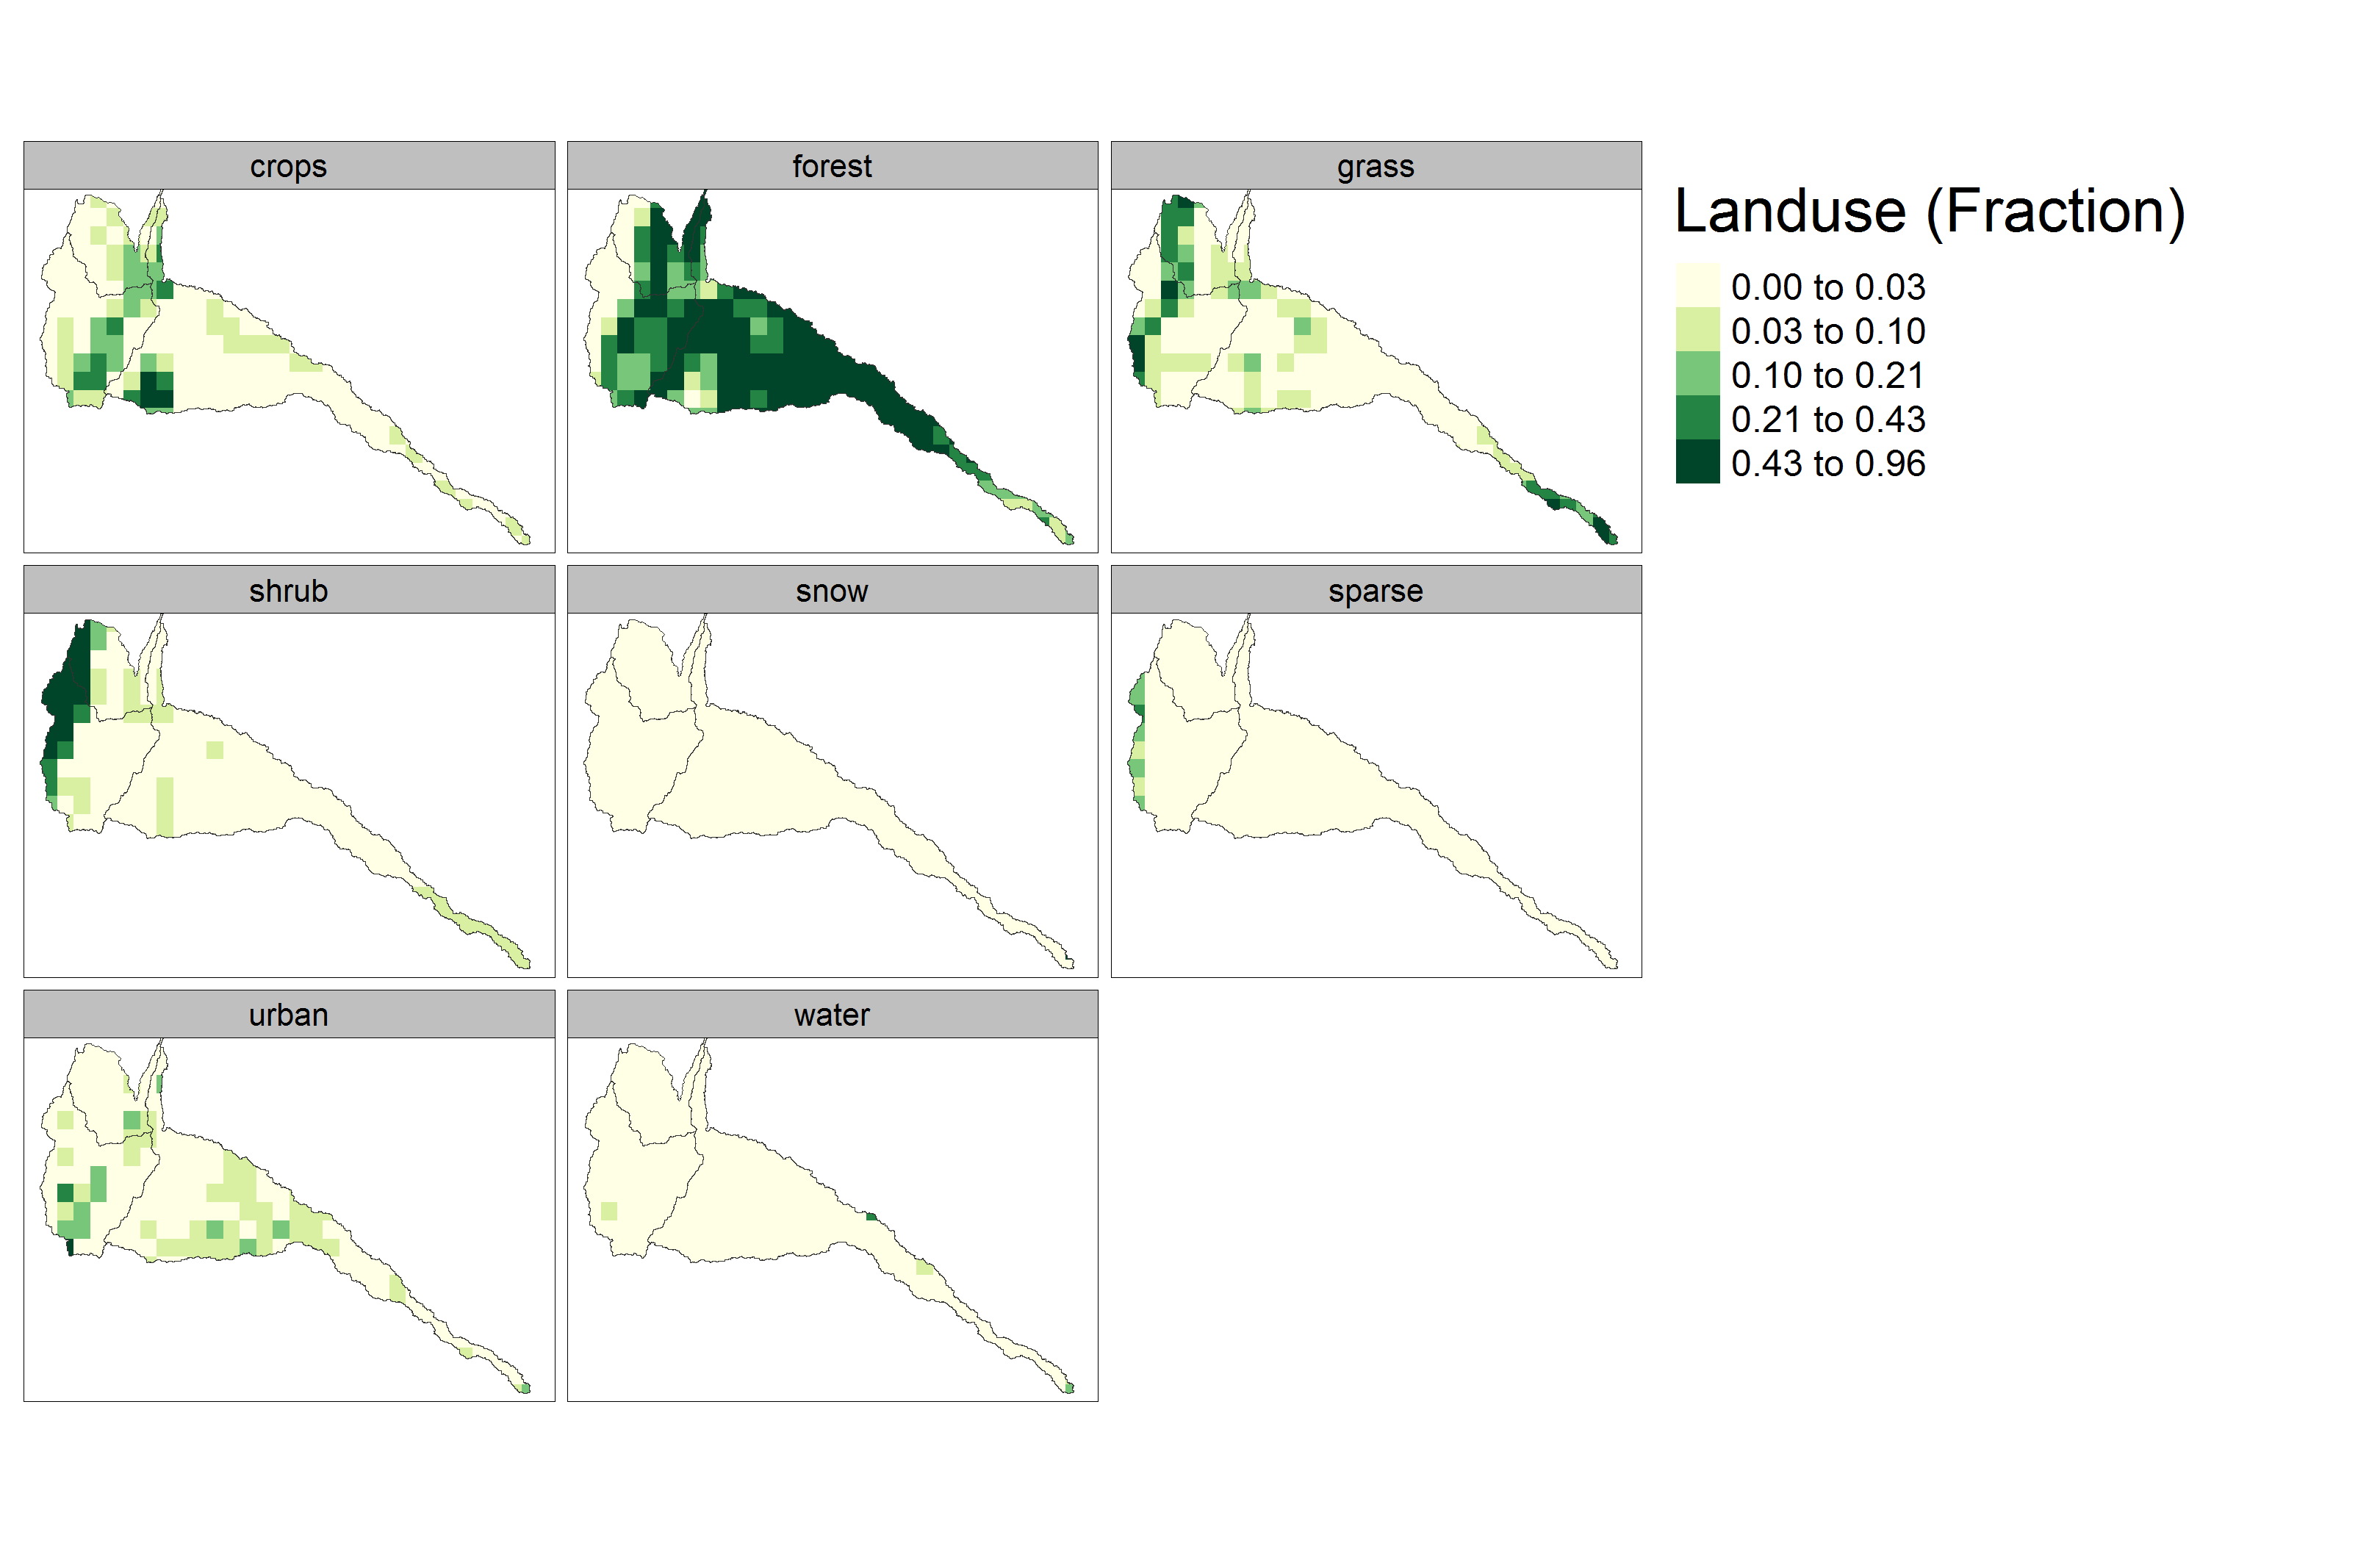 crops
forest
grass
Landuse (Fraction)
0.00 to 0.03
0.03 to 0.10
0.10 to 0.21
0.21 to 0.43
0.43 to 0.96
shrub
snow
sparse
urban
water